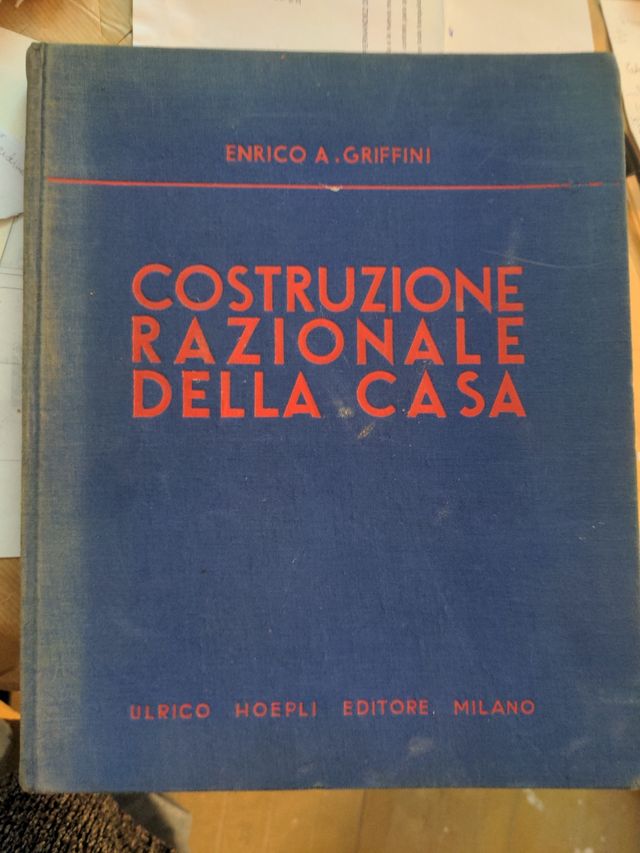 ENRICO A. GRIFFINI
COSTRUZIONE
RAZIONALE
DELLA CASA
ULRICO HOEPLI EDITORE. MILANO